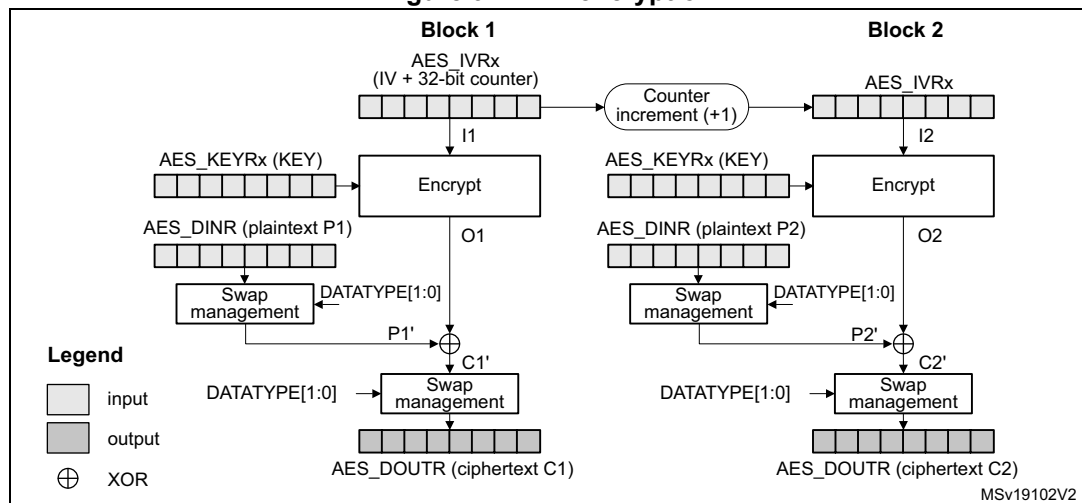 Block 1
Block 2
AES_IVRx
(IV + 32-bit counter)
Counter
increment (+1)
AES_IVRx
I1
I2
AES_KEYRx (KEY)
Encrypt
AES_KEYRx (KEY)
Encrypt
AES_DINR (plaintext P1)
O1
AES_DINR (plaintext P2)
O2
Swap
management
DATATYPE[1:0]
Swap
management
DATATYPE[1:0]
P1'
P2'
Legend
C1'
C2'
input
DATATYPE[1:0]
Swap
management
DATATYPE[1:0]
Swap
management
output
XOR
AES_DOUTR (ciphertext C1)
AES_DOUTR (ciphertext C2)
MSv19102V2